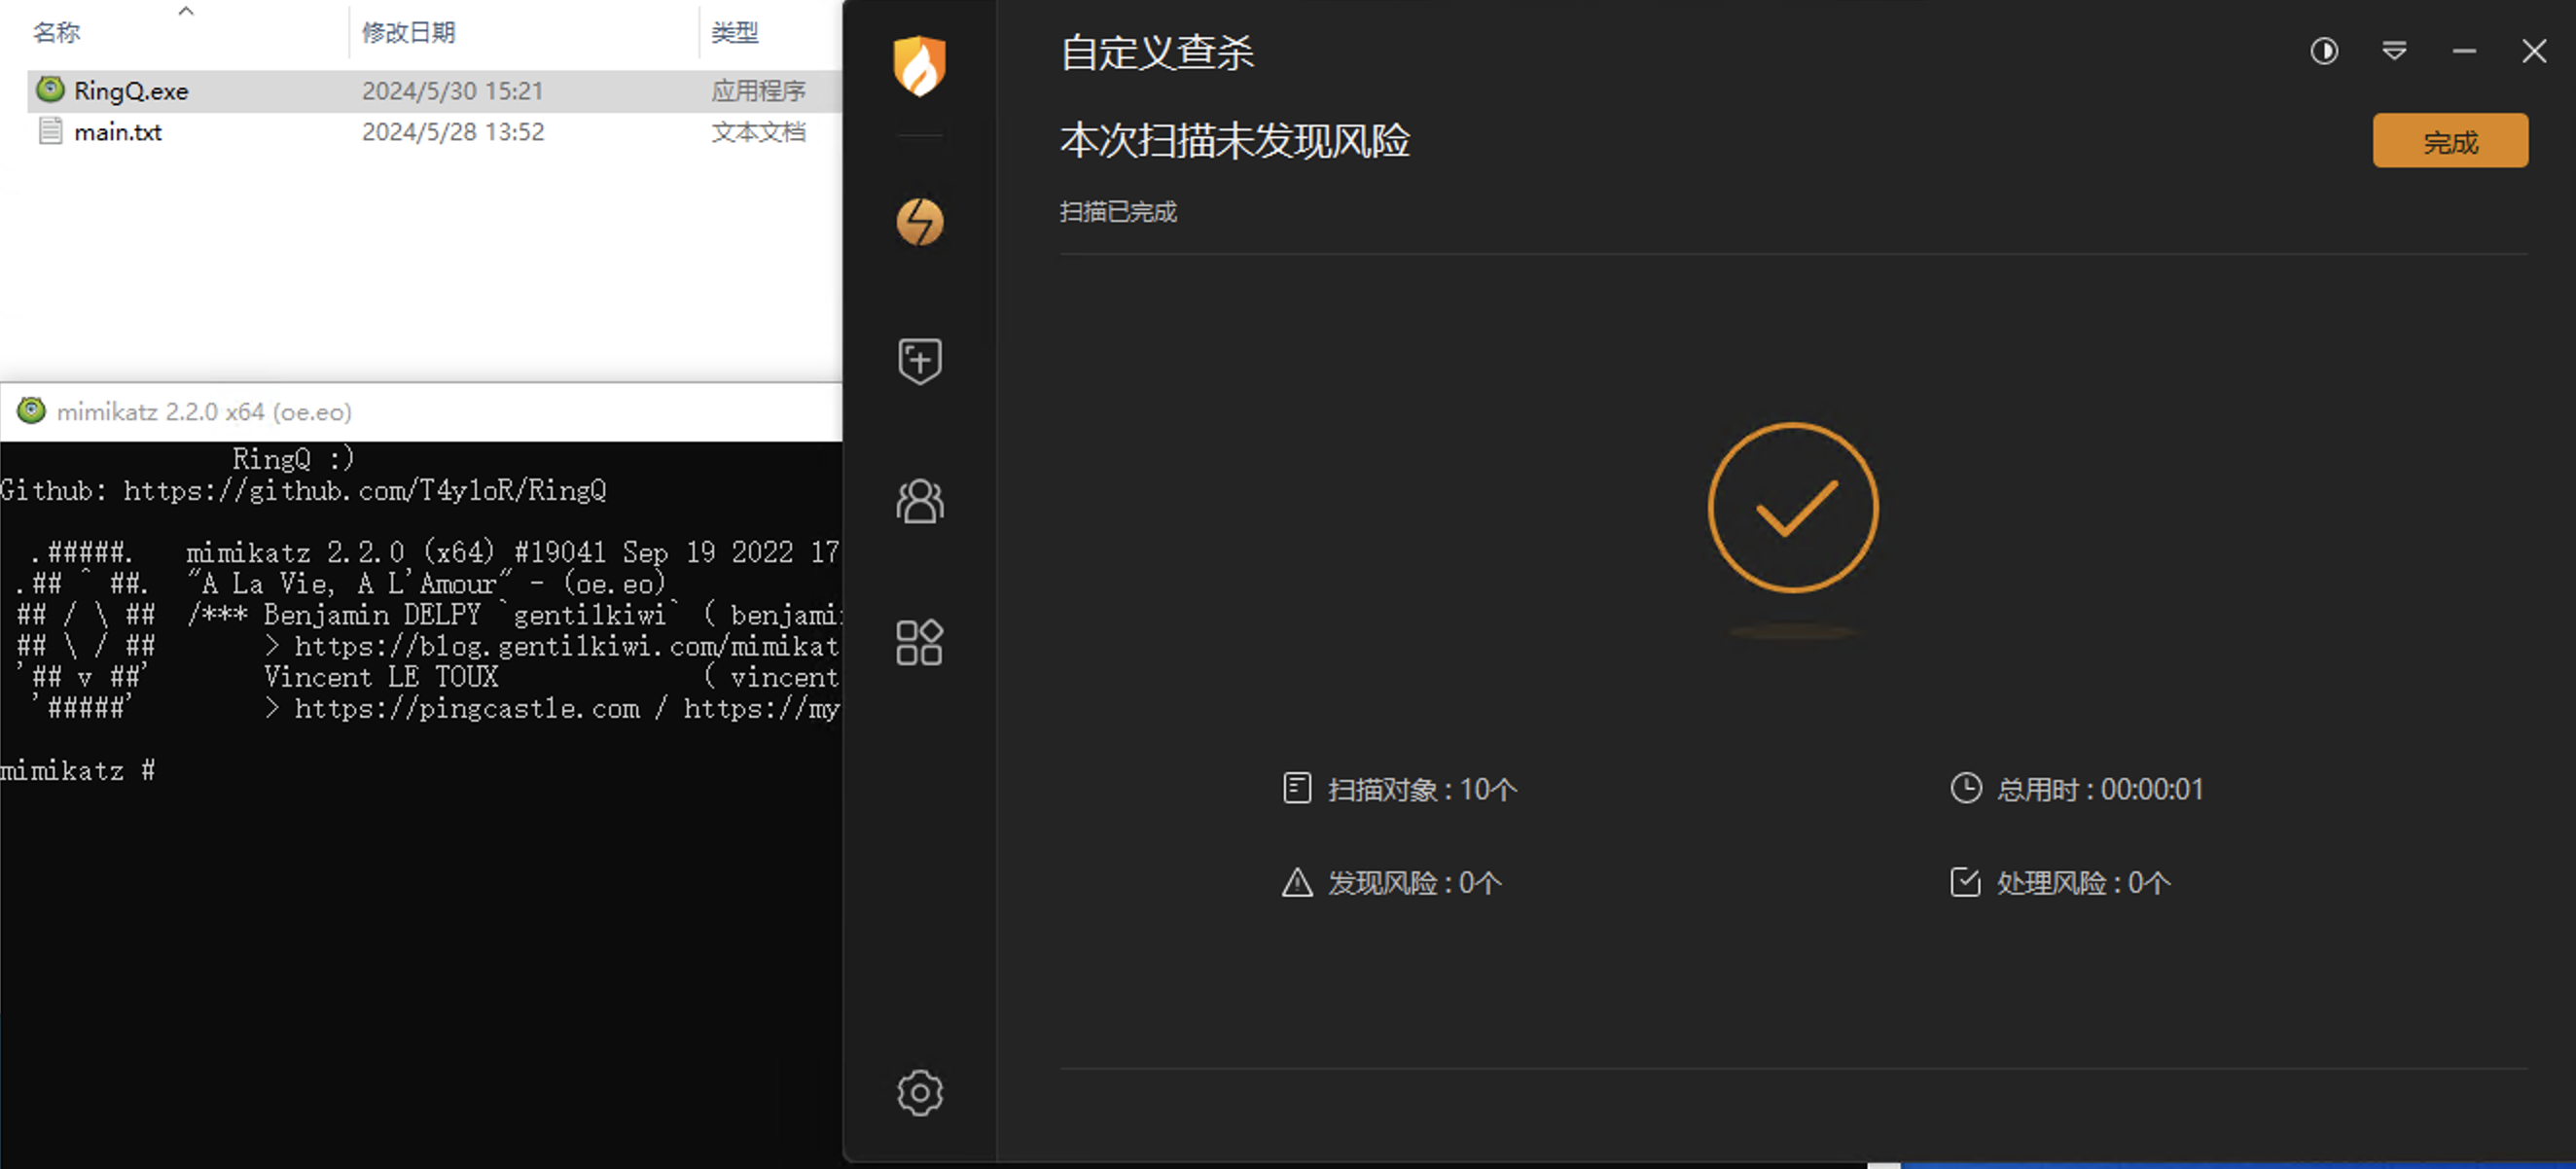 名称 修改日期 类型
RingQ.exe 2024/5/30 15:21 应用程序
main.txt 2024/5/28 13:52 文本文档
mimikatz 2.2.0 x64 (oe.eo)
RingQ :)
Github: https://github.com/T4y1oR/RingQ
.#####. mimikatz 2.2.0 (x64) #19041 Sep 19 2022 17
.## ^ ##. "A La Vie, A L'Amour" - (oe.eo)
## / \ ## /*** Benjamin DELPY `gentilkiwi` ( benjami
## \ / ## > https://blog.gentilkiwi.com/mimikat
'## v ##' Vincent LE TOUX ( vincent
'#####' > https://pingcastle.com / https://my
mimikatz #
自定义查杀
本次扫描未发现风险
完成
扫描已完成
扫描对象 : 10个 总用时 : 00:00:01
发现风险 : 0个 处理风险 : 0个